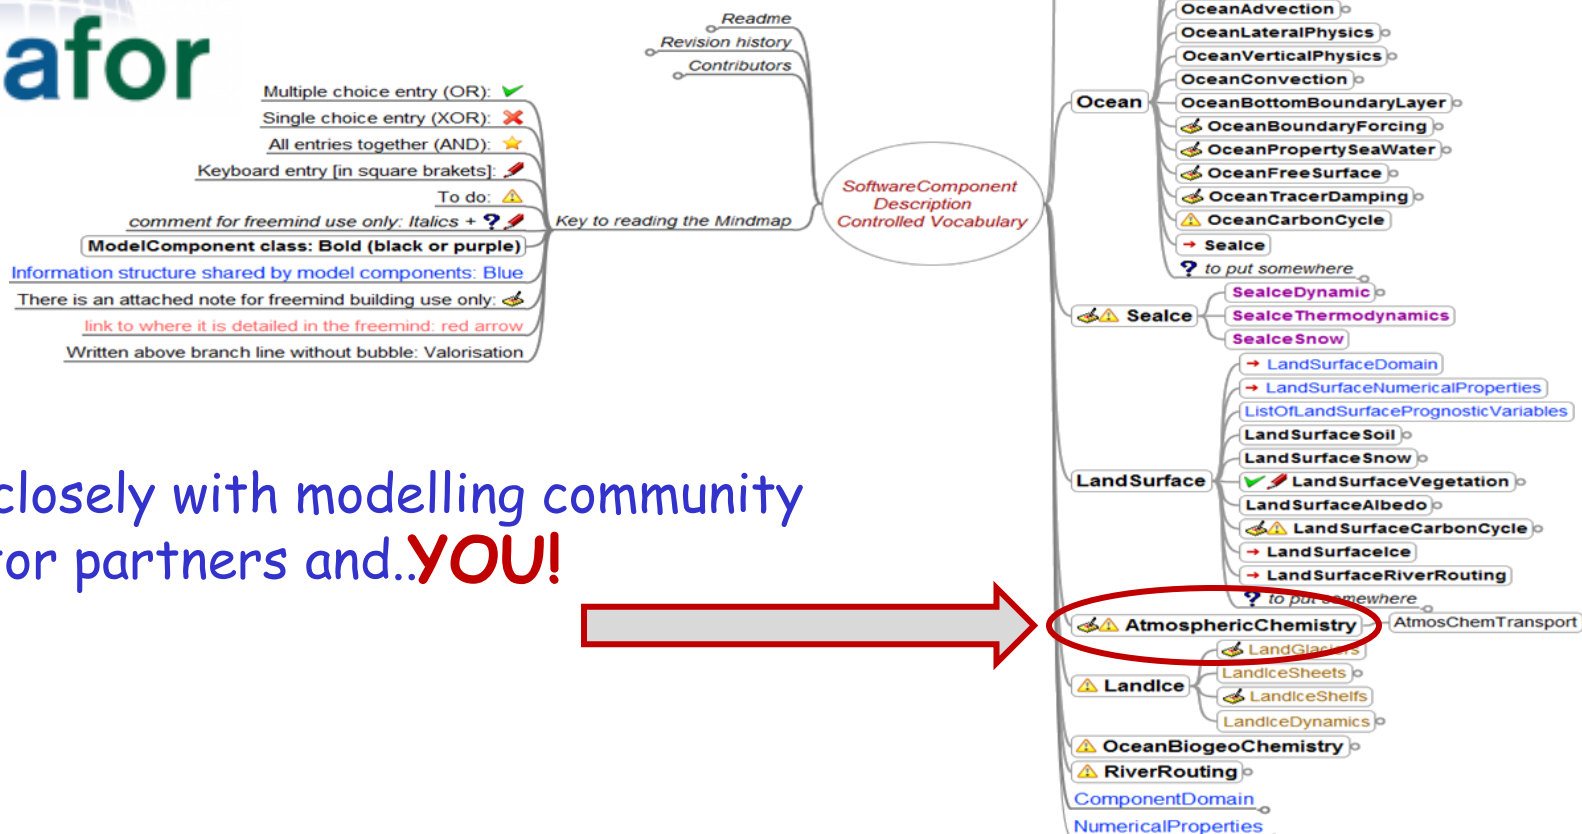 afor
Readme
Revision history
Contributors
Multiple choice entry (OR):
Single choice entry (XOR):
All entries together (AND):
Keyboard entry [in square brakets]:
To do:
comment for freemind use only: Italics + ?
ModelComponent class: Bold (black or purple)
Information structure shared by model components: Blue
There is an attached note for freemind building use only:
link to where it is detailed in the freemind: red arrow
Written above branch line without bubble: Valorisation
Key to reading the Mindmap
SoftwareComponent
Description
Controlled Vocabulary
Ocean
OceanAdvection
OceanLateralPhysics
OceanVerticalPhysics
OceanConvection
OceanBottomBoundaryLayer
OceanBoundaryForcing
OceanPropertySeaWater
OceanFreeSurface
OceanTracerDamping
OceanCarbonCycle
SeaIce
? to put somewhere
SeaIce
SeaIceDynamic
SeaIceThermodynamics
SeaIceSnow
LandSurface
LandSurfaceDomain
LandSurfaceNumericalProperties
ListOfLandSurfacePrognosticVariables
LandSurfaceSoil
LandSurfaceSnow
LandSurfaceVegetation
LandSurfaceAlbedo
LandSurfaceCarbonCycle
LandSurfaceIce
LandSurfaceRiverRouting
? to put somewhere
closely with modelling community
or partners and..YOU!
AtmosphericChemistry
AtmosChemTransport
LandIce
LandGlaciers
LandIceSheets
LandIceShelfs
LandIceDynamics
OceanBiogeoChemistry
RiverRouting
ComponentDomain
NumericalProperties